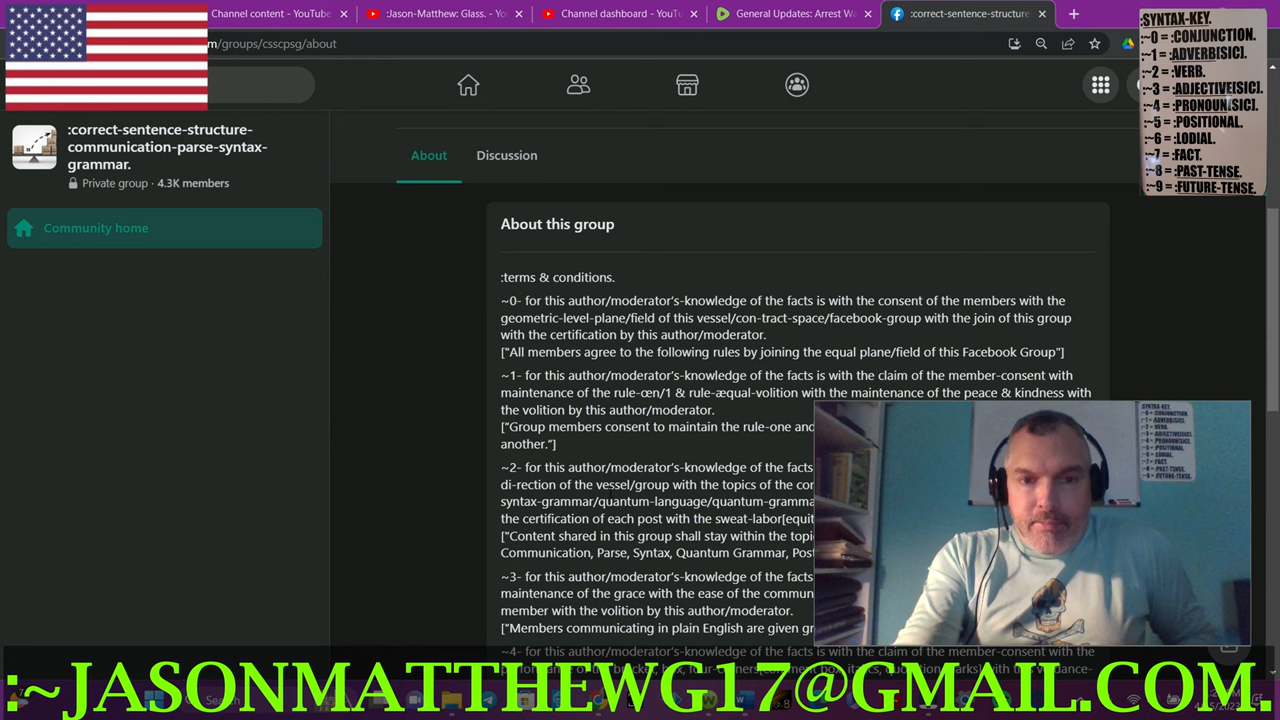 Channel content - YouTube
:Jason-Matthew: Glass. - YouTu
Channel dashboard - YouTube
General Update: Arrest Wa
:correct-sentence-structure
m/groups/csscpsg/about
:SYNTAX-KEY.
:~0 = :CONJUNCTION.
:~1 = :ADVERB[SIC].
:~2 = :VERB.
:~3 = :ADJECTIVE[SIC].
:~4 = :PRONOUN[SIC].
:~5 = :POSITIONAL.
:~6 = :LODIAL.
:~7 = :FACT.
:~8 = :PAST-TENSE.
:~9 = :FUTURE-TENSE.
:correct-sentence-structure-
communication-parse-syntax-
grammar.
Private group · 4.3K members
Community home
About
Discussion
About this group
:terms & conditions.
~0- for this author/moderator's-knowledge of the facts is with the consent of the members with the
geometric-level-plane/field of this vessel/con-tract-space/facebook-group with the join of this group
with the certification by this author/moderator.
["All members agree to the following rules by joining the equal plane/field of this Facebook Group"]
~1- for this author/moderator's-knowledge of the facts is with the claim of the member-consent with
maintenance of the rule-œn/1 & rule-æqual-volition with the maintenance of the peace & kindness with
the volition by this author/moderator.
["Group members consent to maintain the rule-one and
another."]
~2- for this author/moderator's-knowledge of the facts
di-rection of the vessel/group with the topics of the con
syntax-grammar/quantum-language/quantum-gramma
the certification of each post with the sweat-labor[equit
["Content shared in this group shall stay within the topi
Communication, Parse, Syntax, Quantum Grammar, Post
~3- for this author/moderator's-knowledge of the facts
maintenance of the grace with the ease of the commun
member with the volition by this author/moderator.
["Members communicating in plain English are given gr
~4- for this author/moderator's-knowledge of the facts is with the claim of the member-consent with the
:~JASONMATTHEWG17@GMAIL.COM.